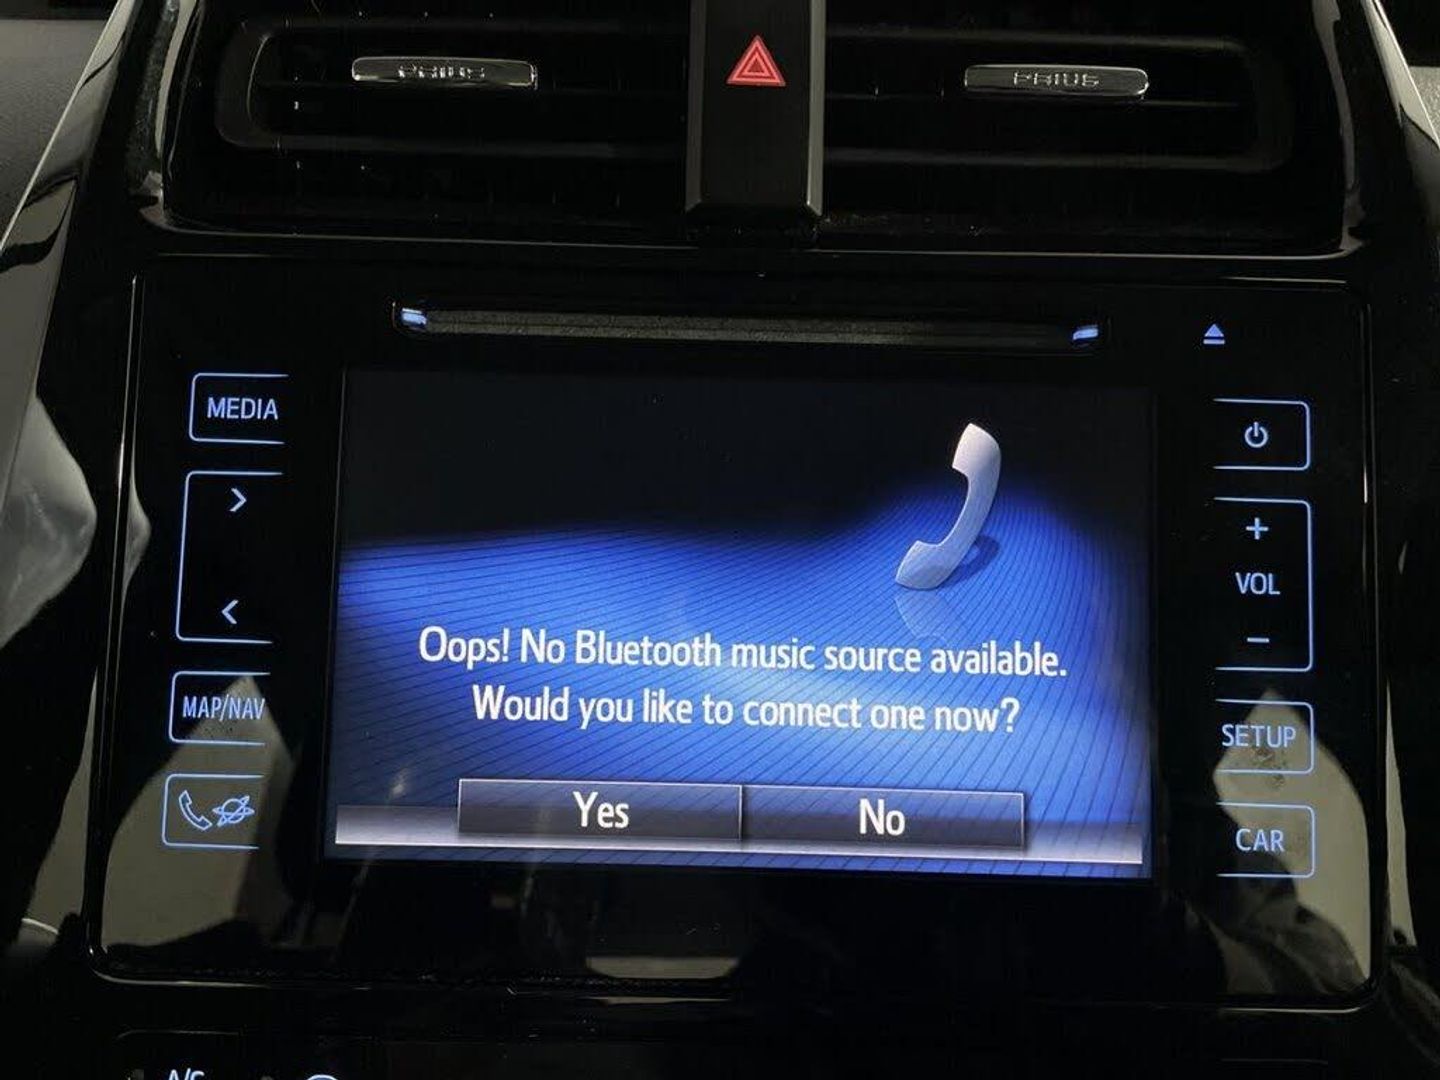 PRIUS
PRIUS
MEDIA
VOL
MAP/NAV
SETUP
CAR
Oops! No Bluetooth music source available.
Would you like to connect one now?
Yes
No